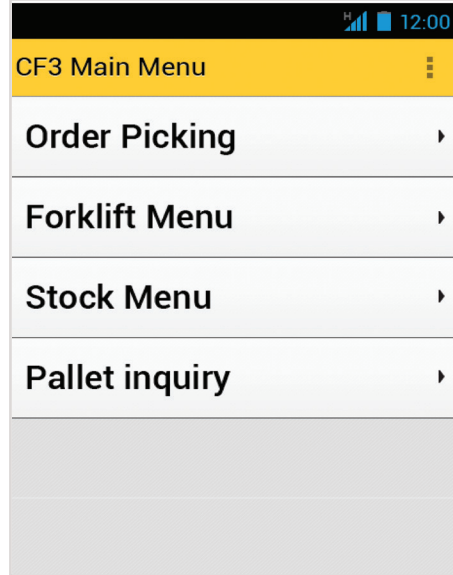 H 12:00
CF3 Main Menu
Order Picking
Forklift Menu
Stock Menu
Pallet inquiry